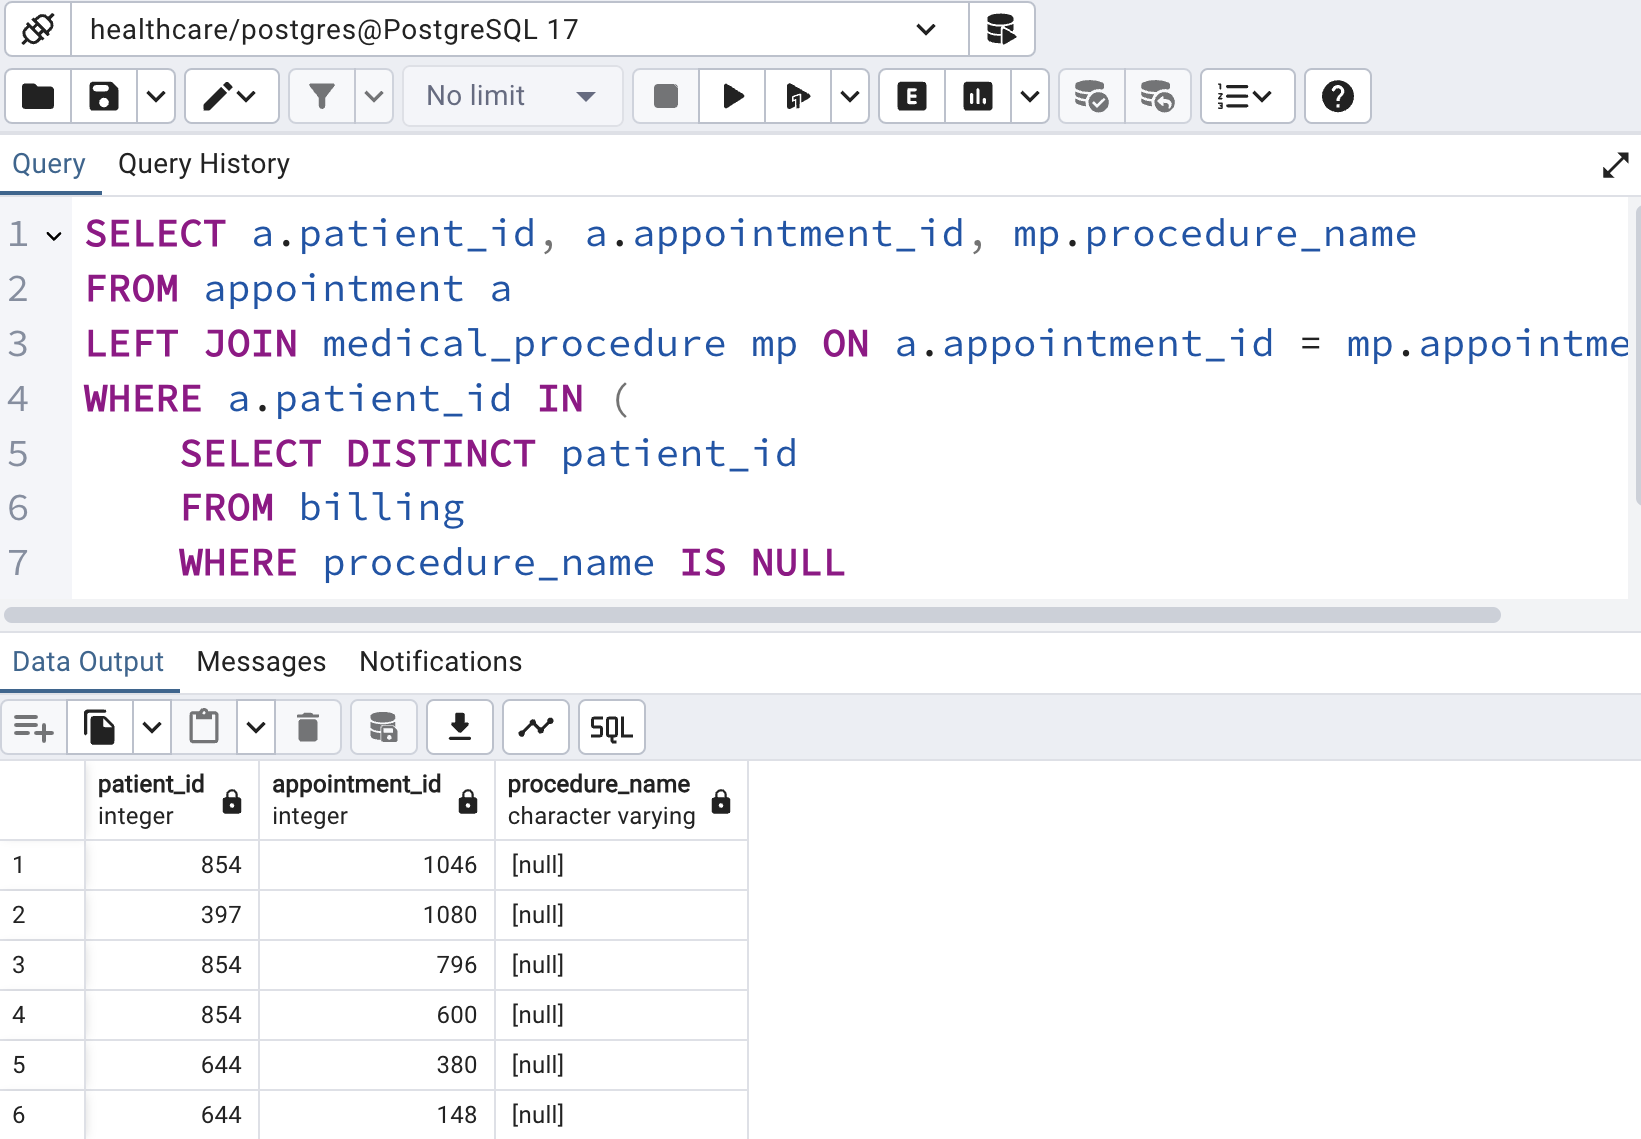 healthcare/postgres@PostgreSQL 17
No limit
E
Query Query History
1 SELECT a.patient_id, a.appointment_id, mp.procedure_name
2 FROM appointment a
3 LEFT JOIN medical_procedure mp ON a.appointment_id = mp.appointme
4 WHERE a.patient_id IN (
5 SELECT DISTINCT patient_id
6 FROM billing
7 WHERE procedure_name IS NULL
Data Output Messages Notifications
SQL
patient_id appointment_id procedure_name
integer integer character varying
1 854 1046 [null]
2 397 1080 [null]
3 854 796 [null]
4 854 600 [null]
5 644 380 [null]
6 644 148 [null]